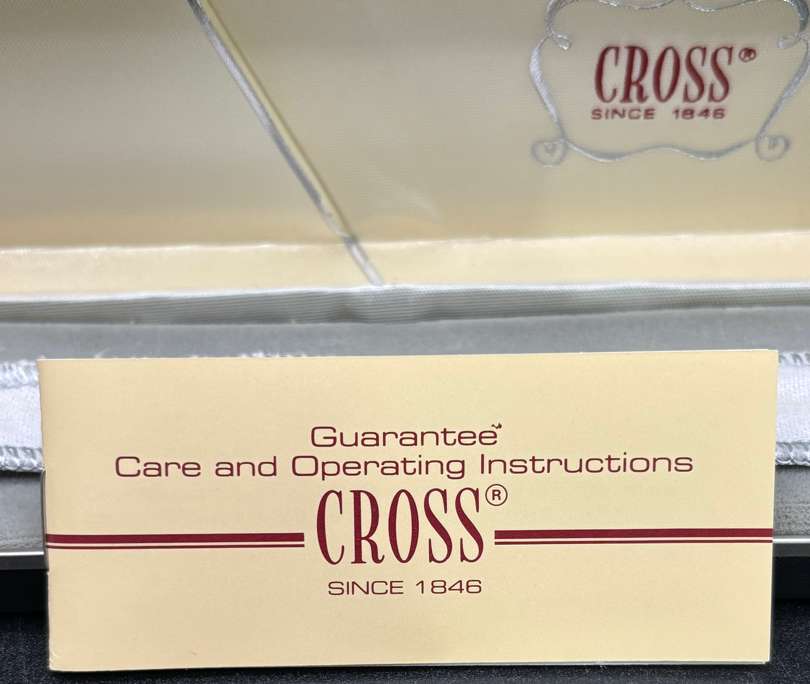 CROSS®
SINCE 1846
Guarantee
Care and Operating Instructions
CROSS®
SINCE 1846